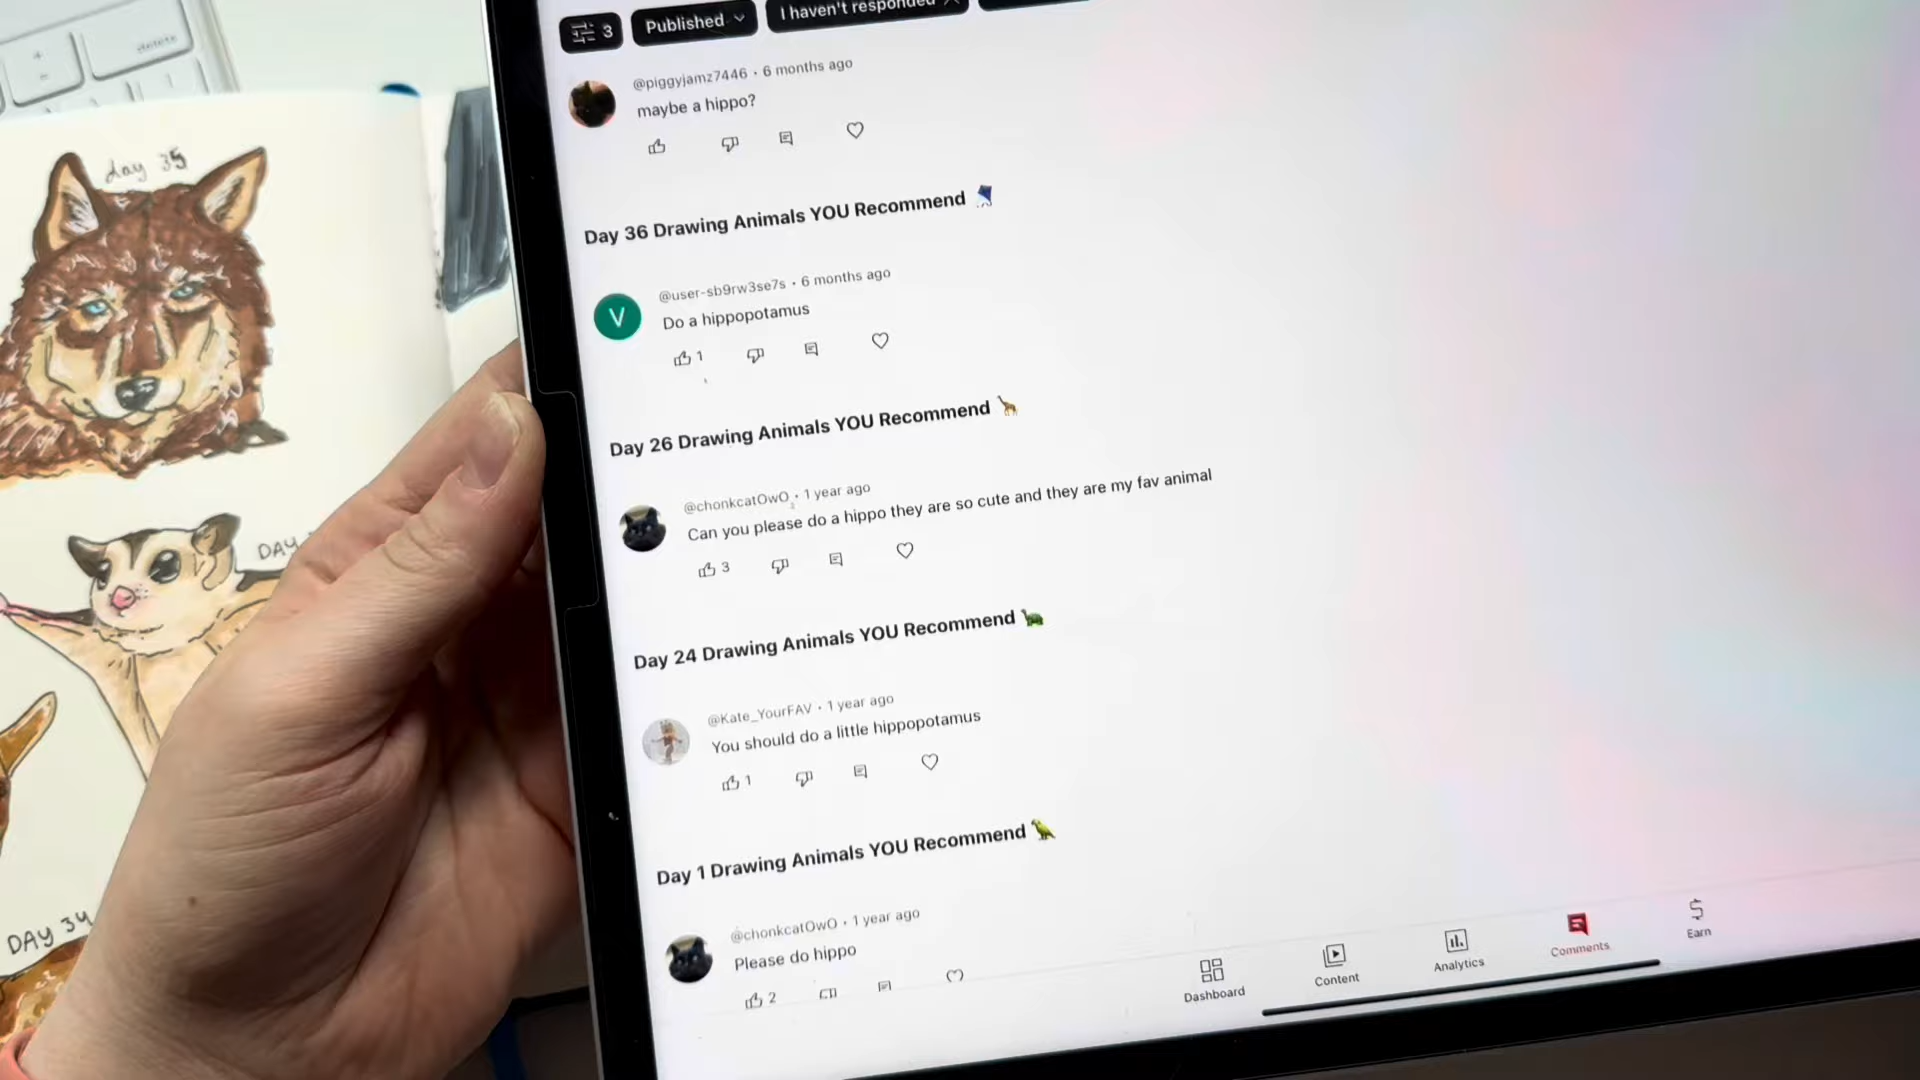 delete
day 35
DAY
DAY 34
3
Published
I haven't responded
@piggyjamz7446 · 6 months ago
maybe a hippo?
Day 36 Drawing Animals YOU Recommend
V
@user-sb9rw3se7s · 6 months ago
Do a hippopotamus
1
Day 26 Drawing Animals YOU Recommend 🦒
@chonkcatOwO · 1 year ago
Can you please do a hippo they are so cute and they are my fav animal
3
Day 24 Drawing Animals YOU Recommend 🐢
@Kate_YourFAV · 1 year ago
You should do a little hippopotamus
1
Day 1 Drawing Animals YOU Recommend 🦜
@chonkcatOwO · 1 year ago
Please do hippo
2
Dashboard
Content
Analytics
Comments
Earn